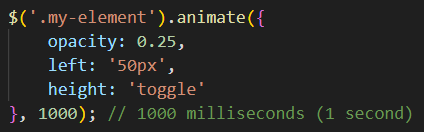 $('.my-element').animate({
    opacity: 0.25,
    left: '50px',
    height: 'toggle'
}, 1000); // 1000 milliseconds (1 second)